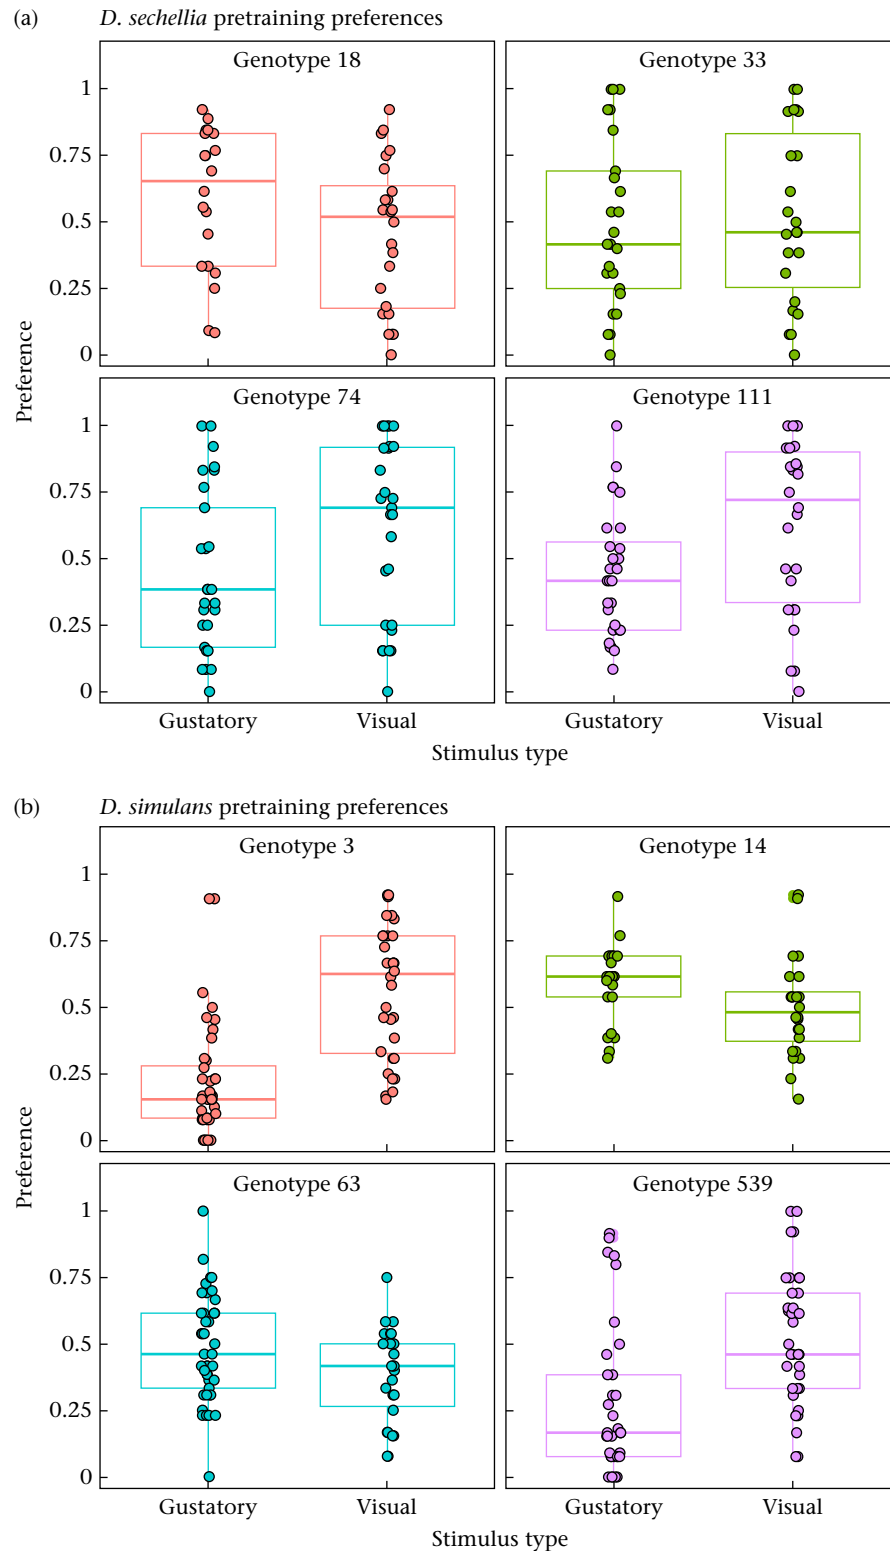 (a) D. sechellia pretraining preferences
Genotype 18 Genotype 33
1
0.75
0.5
0.25
0
Preference
Genotype 74 Genotype 111
1
0.75
0.5
0.25
0
Gustatory Visual Gustatory Visual
Stimulus type
(b) D. simulans pretraining preferences
Genotype 3 Genotype 14
1
0.75
0.5
0.25
0
Preference
Genotype 63 Genotype 539
1
0.75
0.5
0.25
0
Gustatory Visual Gustatory Visual
Stimulus type